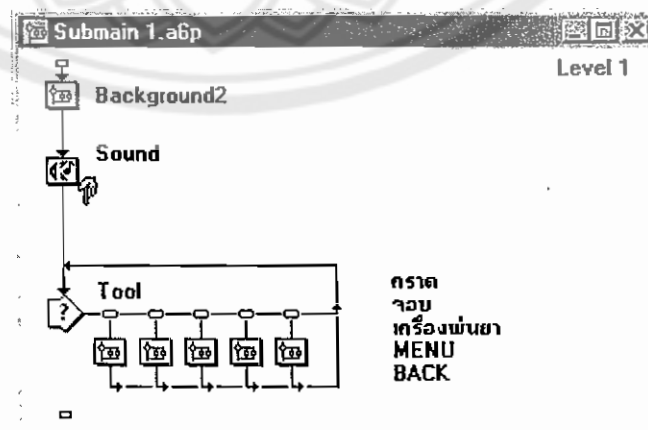 Submain 1.a6p
Level 1
Background2
Sound
Tool
คราด
จอบ
เครื่องพ่นยา
MENU
BACK